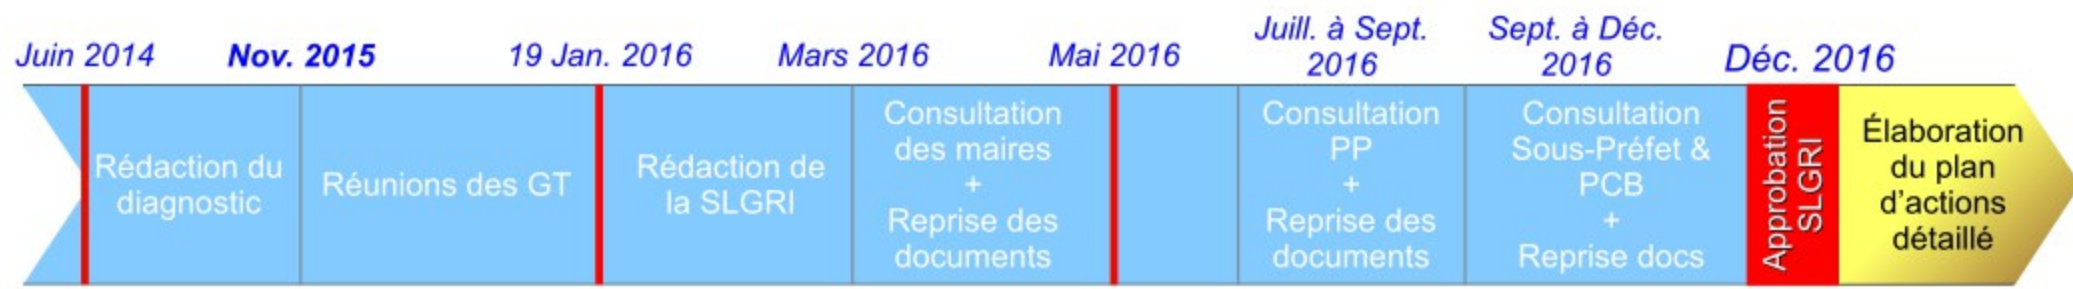 Juin 2014
Nov. 2015
19 Jan. 2016
Mars 2016
Mai 2016
Juill. à Sept.
2016
Sept. à Déc.
2016
Déc. 2016
Rédaction du
diagnostic
Réunions des GT
Rédaction de
la SLGRI
Consultation
des maires
+
Reprise des
documents
Consultation
PP
+
Reprise des
documents
Consultation
Sous-Préfet &
PCB
+
Reprise docs
Approbation
SLGRI
Élaboration
du plan
d’actions
détaillé